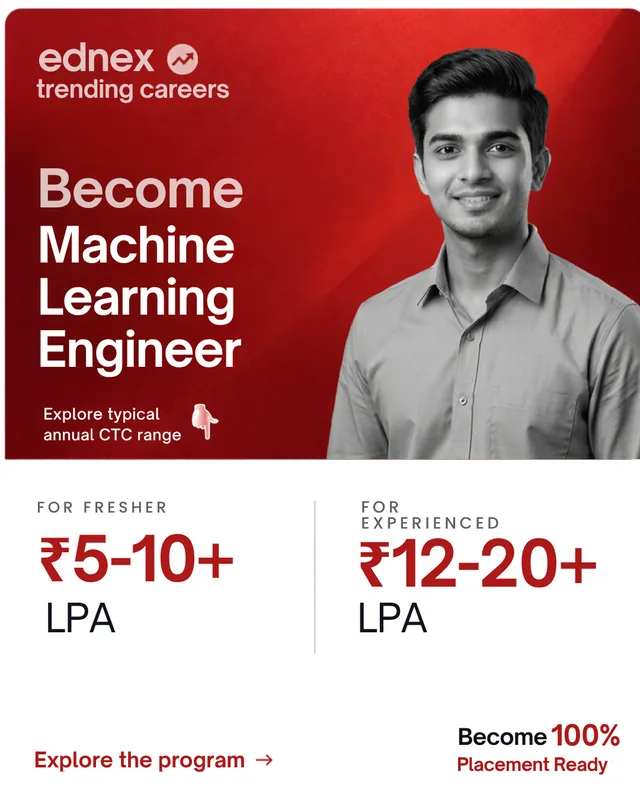 ednex
trending careers
Become
Machine
Learning
Engineer
Explore typical
annual CTC range
FOR FRESHER
₹5-10+
LPA
FOR
EXPERIENCED
₹12-20+
LPA
Explore the program →
Become 100%
Placement Ready